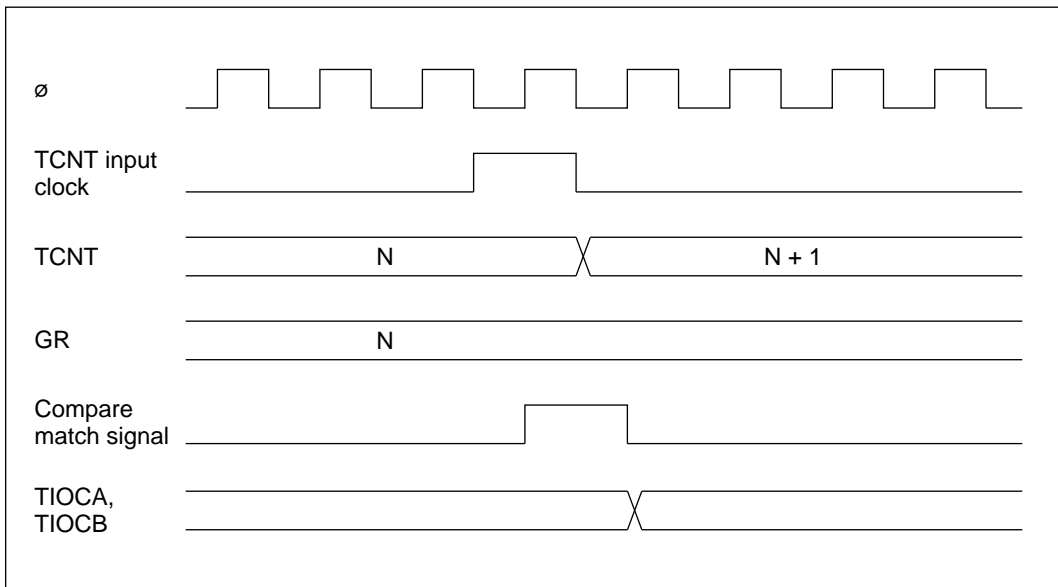 ø
TCNT input
clock
TCNT
N
N + 1
GR
N
Compare
match signal
TIOCA,
TIOCB